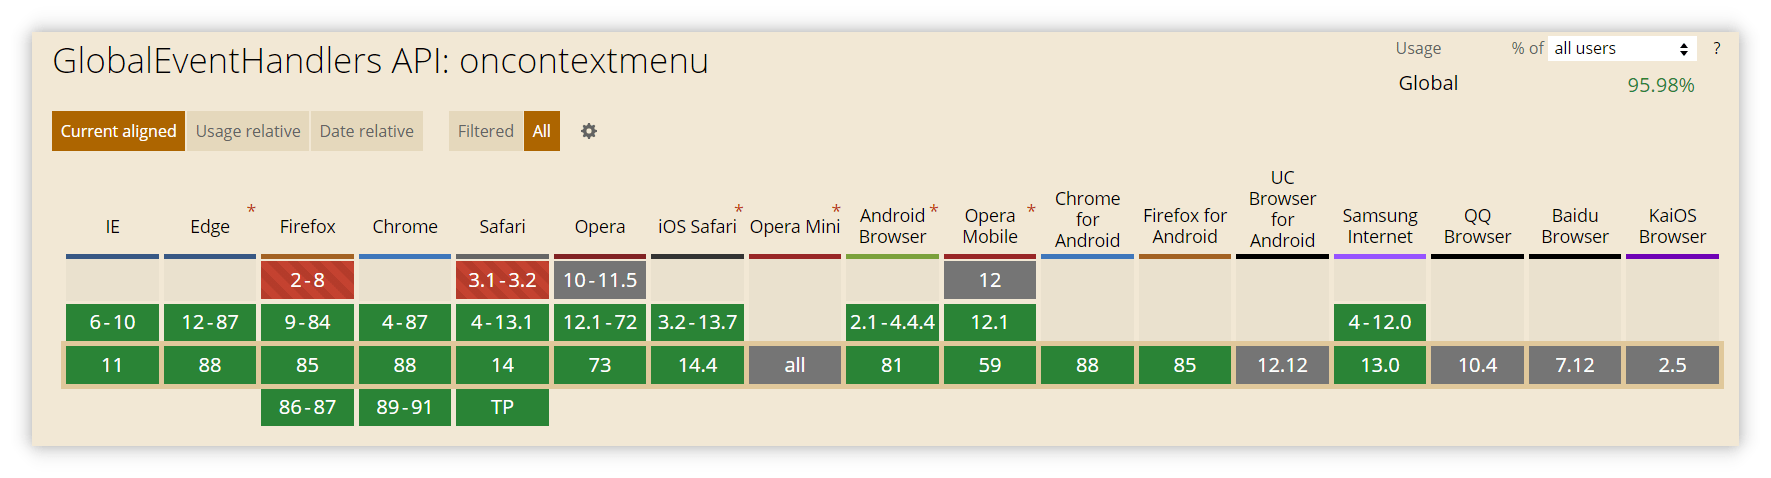 GlobalEventHandlers API: oncontextmenu
Usage % of all users ?
Global 95.98%
Current aligned Usage relative Date relative Filtered All
IE Edge * Firefox Chrome Safari Opera iOS Safari * Opera Mini * Android Browser * Opera Mobile * Chrome for Android Firefox for Android UC Browser for Android Samsung Internet QQ Browser Baidu Browser KaiOS Browser
2-8 3.1-3.2 10-11.5 12
6-10 12-87 9-84 4-87 4-13.1 12.1-72 3.2-13.7 2.1-4.4.4 12.1 4-12.0
11 88 85 88 14 73 14.4 all 81 59 88 85 12.12 13.0 10.4 7.12 2.5
86-87 89-91 TP